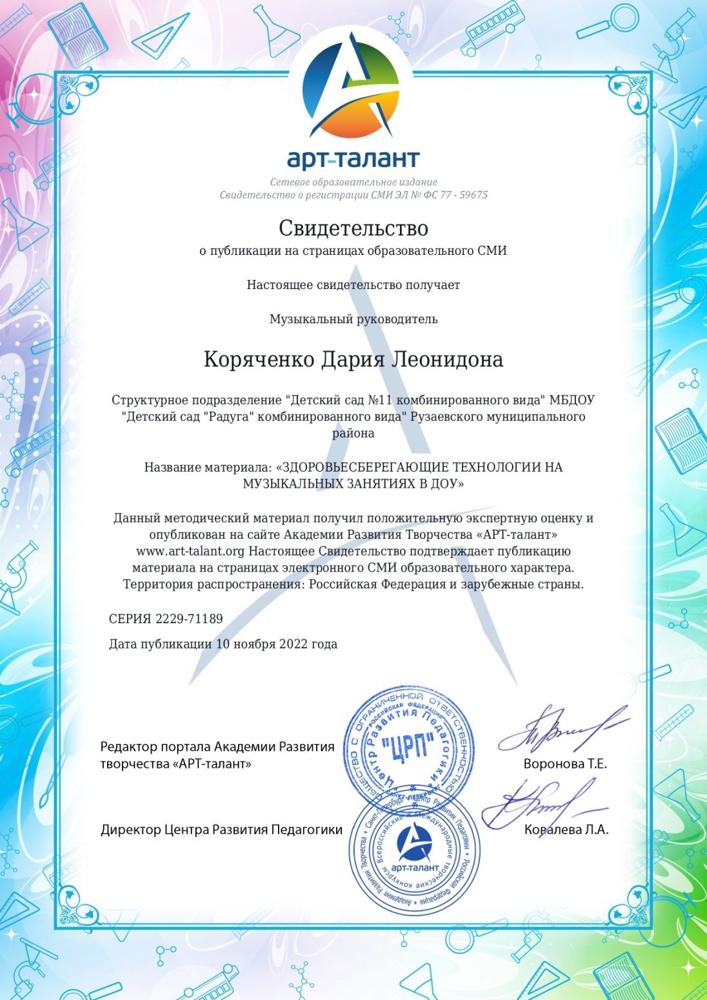 арт-талант
Сетевое образовательное издание
Свидетельство о регистрации СМИ ЭЛ № ФС 77 - 59675
Свидетельство
о публикации на страницах образовательного СМИ
Настоящее свидетельство получает
Музыкальный руководитель
Коряченко Дария Леонидона
Структурное подразделение "Детский сад №11 комбинированного вида" МБДОУ
"Детский сад "Радуга" комбинированного вида" Рузаевского муниципального
района
Название материала: «ЗДОРОВЬЕСБЕРЕГАЮЩИЕ ТЕХНОЛОГИИ НА
МУЗЫКАЛЬНЫХ ЗАНЯТИЯХ В ДОУ»
Данный методический материал получил положительную экспертную оценку и
опубликован на сайте Академии Развития Творчества «АРТ-талант»
www.art-talant.org Настоящее Свидетельство подтверждает публикацию
материала на страницах электронного СМИ образовательного характера.
Территория распространения: Российская Федерация и зарубежные страны.
СЕРИЯ 2229-71189
Дата публикации 10 ноября 2022 года
Редактор портала Академии Развития
творчества «АРТ-талант»
Воронова Т.Е.
ОБЩЕСТВО С ОГРАНИЧЕННОЙ ОТВЕТСТВЕННОСТЬЮ
РОССИЙСКАЯ ФЕДЕРАЦИЯ
САНКТ-ПЕТЕРБУРГ
"Центр Развития Педагогики"
"ЦРП"
Директор Центра Развития Педагогики
Ковалева Л.А.
Академия Развития Творчества * Санкт-Петербург * Центр Развития Педагогики * Российская Федерация *
Всероссийские и Международные творческие конкурсы
арт-талант